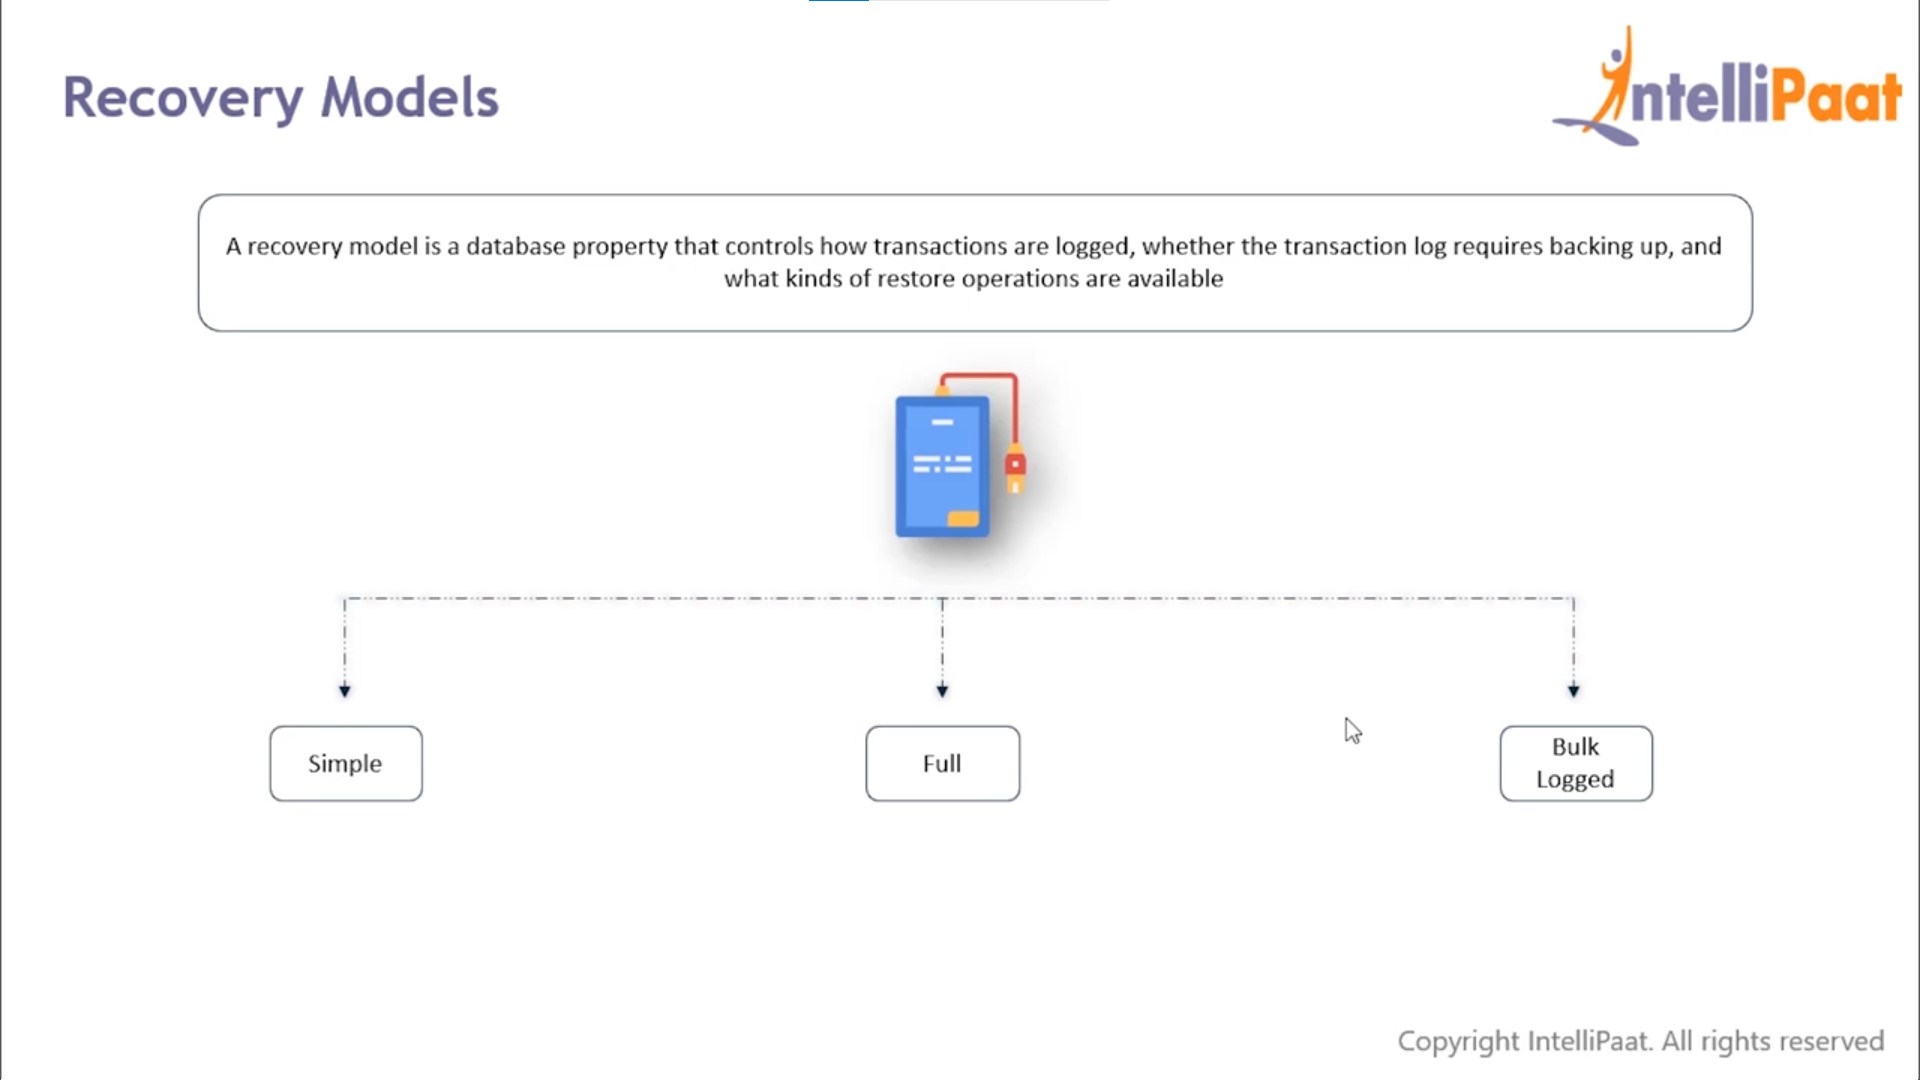 Recovery Models
IntelliPaat
A recovery model is a database property that controls how transactions are logged, whether the transaction log requires backing up, and
what kinds of restore operations are available
Simple
Full
Bulk
Logged
Copyright IntelliPaat. All rights reserved